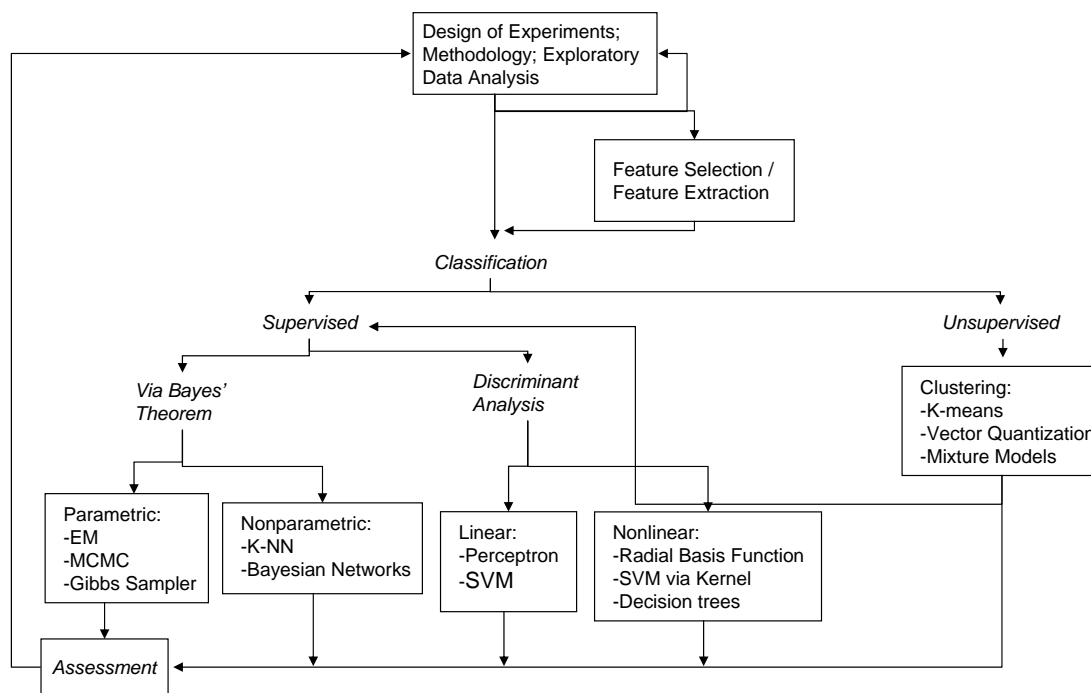 Design of Experiments;
Methodology; Exploratory
Data Analysis
Feature Selection /
Feature Extraction
Classification
Supervised
Unsupervised
Via Bayes’
Theorem
Discriminant
Analysis
Clustering:
-K-means
-Vector Quantization
-Mixture Models
Parametric:
-EM
-MCMC
-Gibbs Sampler
Nonparametric:
-K-NN
-Bayesian Networks
Linear:
-Perceptron
-SVM
Nonlinear:
-Radial Basis Function
-SVM via Kernel
-Decision trees
Assessment